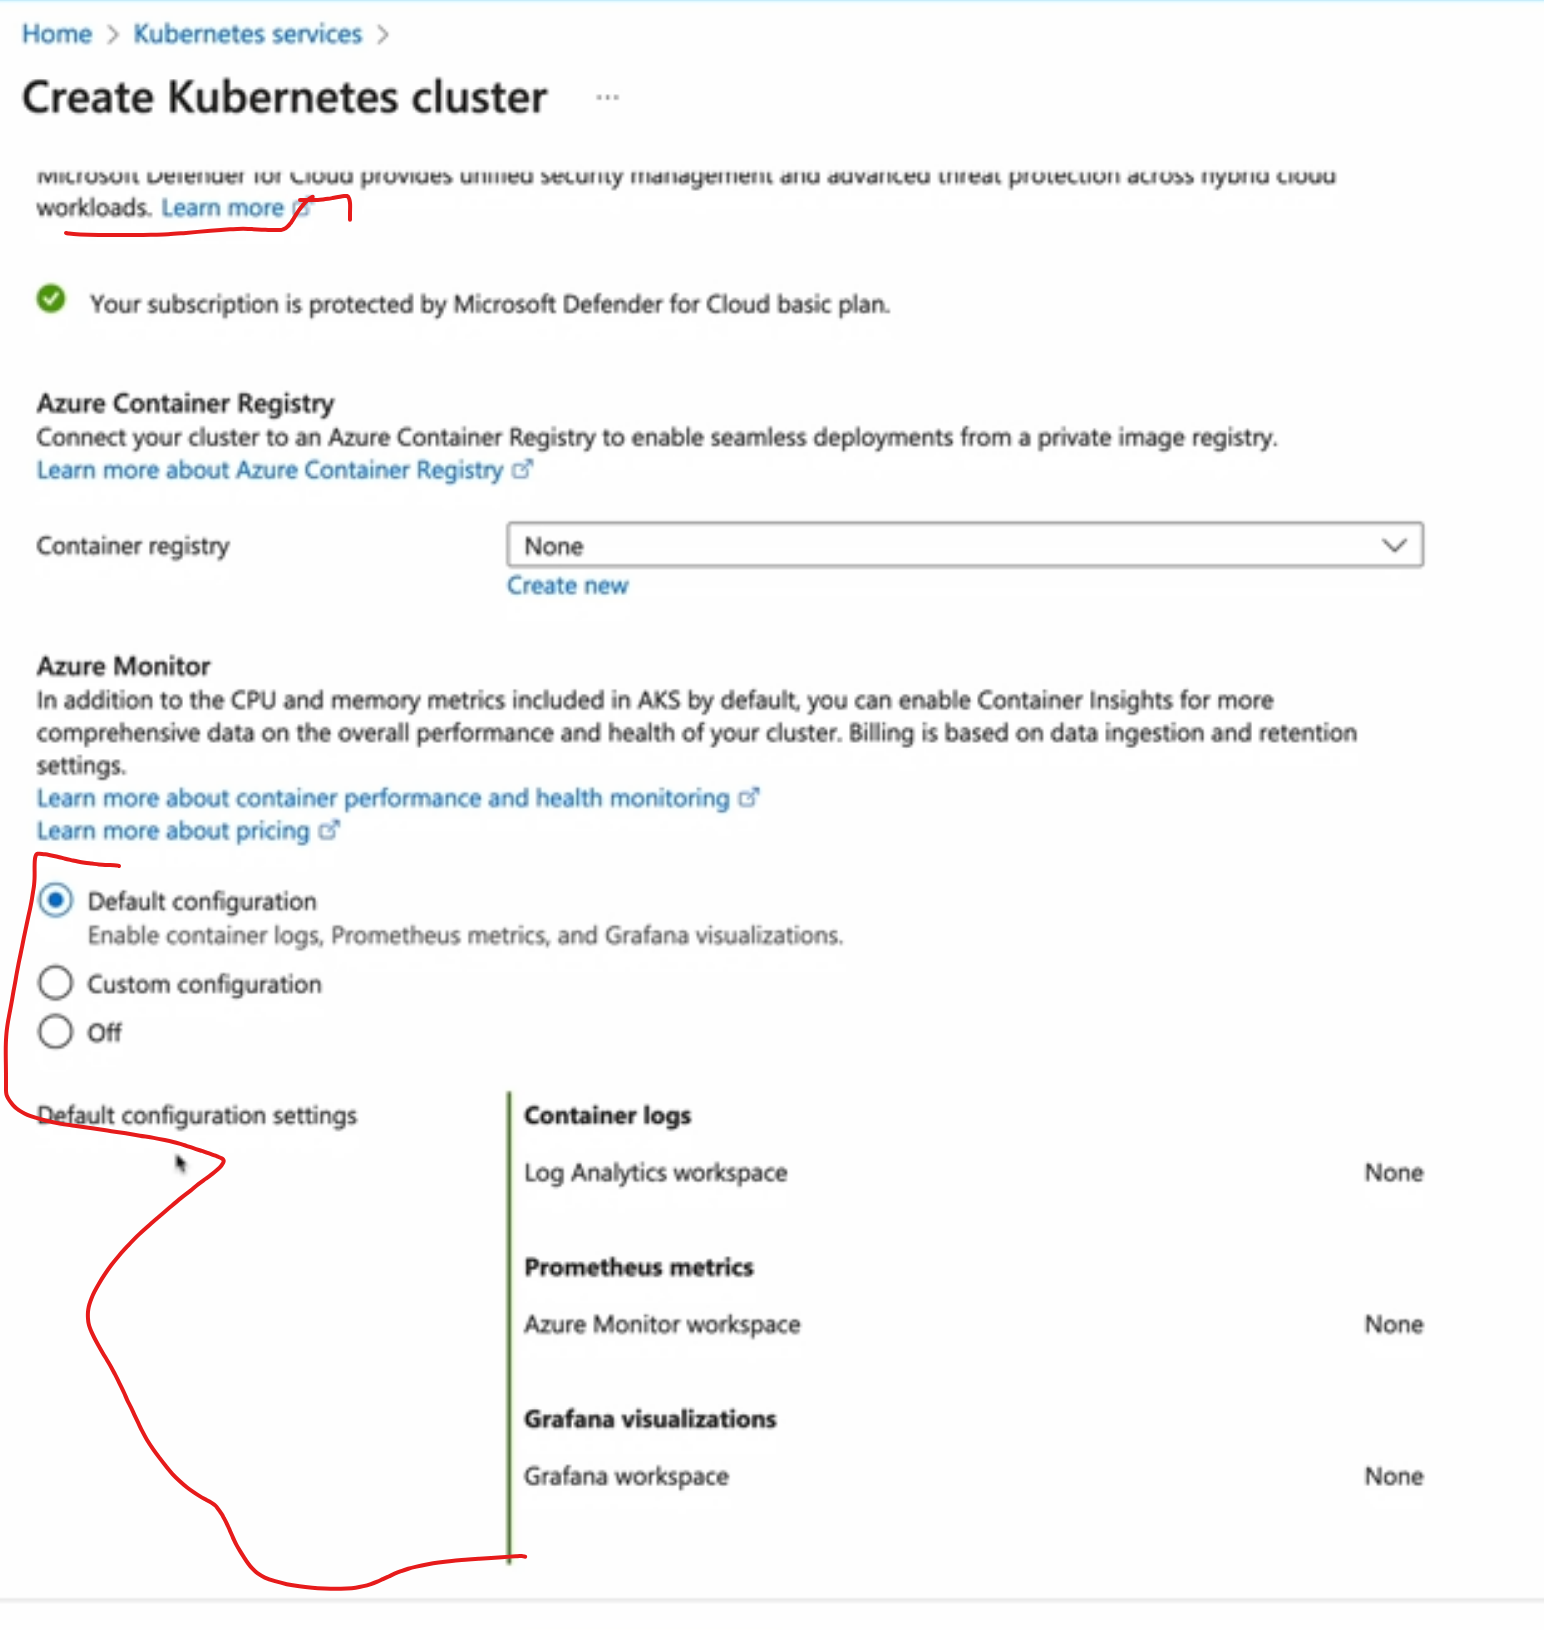 Home > Kubernetes services >
Create Kubernetes cluster ...
Microsoft Defender for Cloud provides unified security management and advanced threat protection across hybrid cloud
workloads. Learn more
Your subscription is protected by Microsoft Defender for Cloud basic plan.
Azure Container Registry
Connect your cluster to an Azure Container Registry to enable seamless deployments from a private image registry.
Learn more about Azure Container Registry
Container registry None
Create new
Azure Monitor
In addition to the CPU and memory metrics included in AKS by default, you can enable Container Insights for more
comprehensive data on the overall performance and health of your cluster. Billing is based on data ingestion and retention
settings.
Learn more about container performance and health monitoring
Learn more about pricing
Default configuration
Enable container logs, Prometheus metrics, and Grafana visualizations.
Custom configuration
Off
Default configuration settings Container logs
Log Analytics workspace None
Prometheus metrics
Azure Monitor workspace None
Grafana visualizations
Grafana workspace None